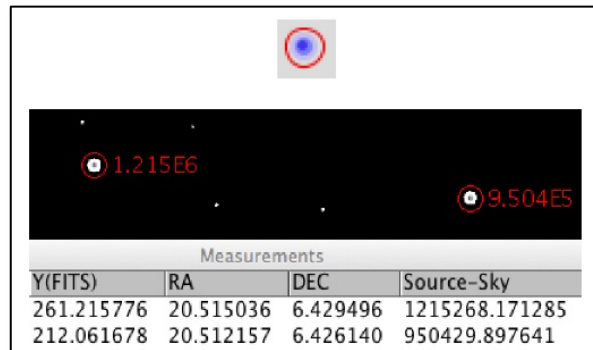 1.215E6
9.504E5
Measurements
Y(FITS) RA DEC Source-Sky
261.215776 20.515036 6.429496 1215268.171285
212.061678 20.512157 6.426140 950429.897641